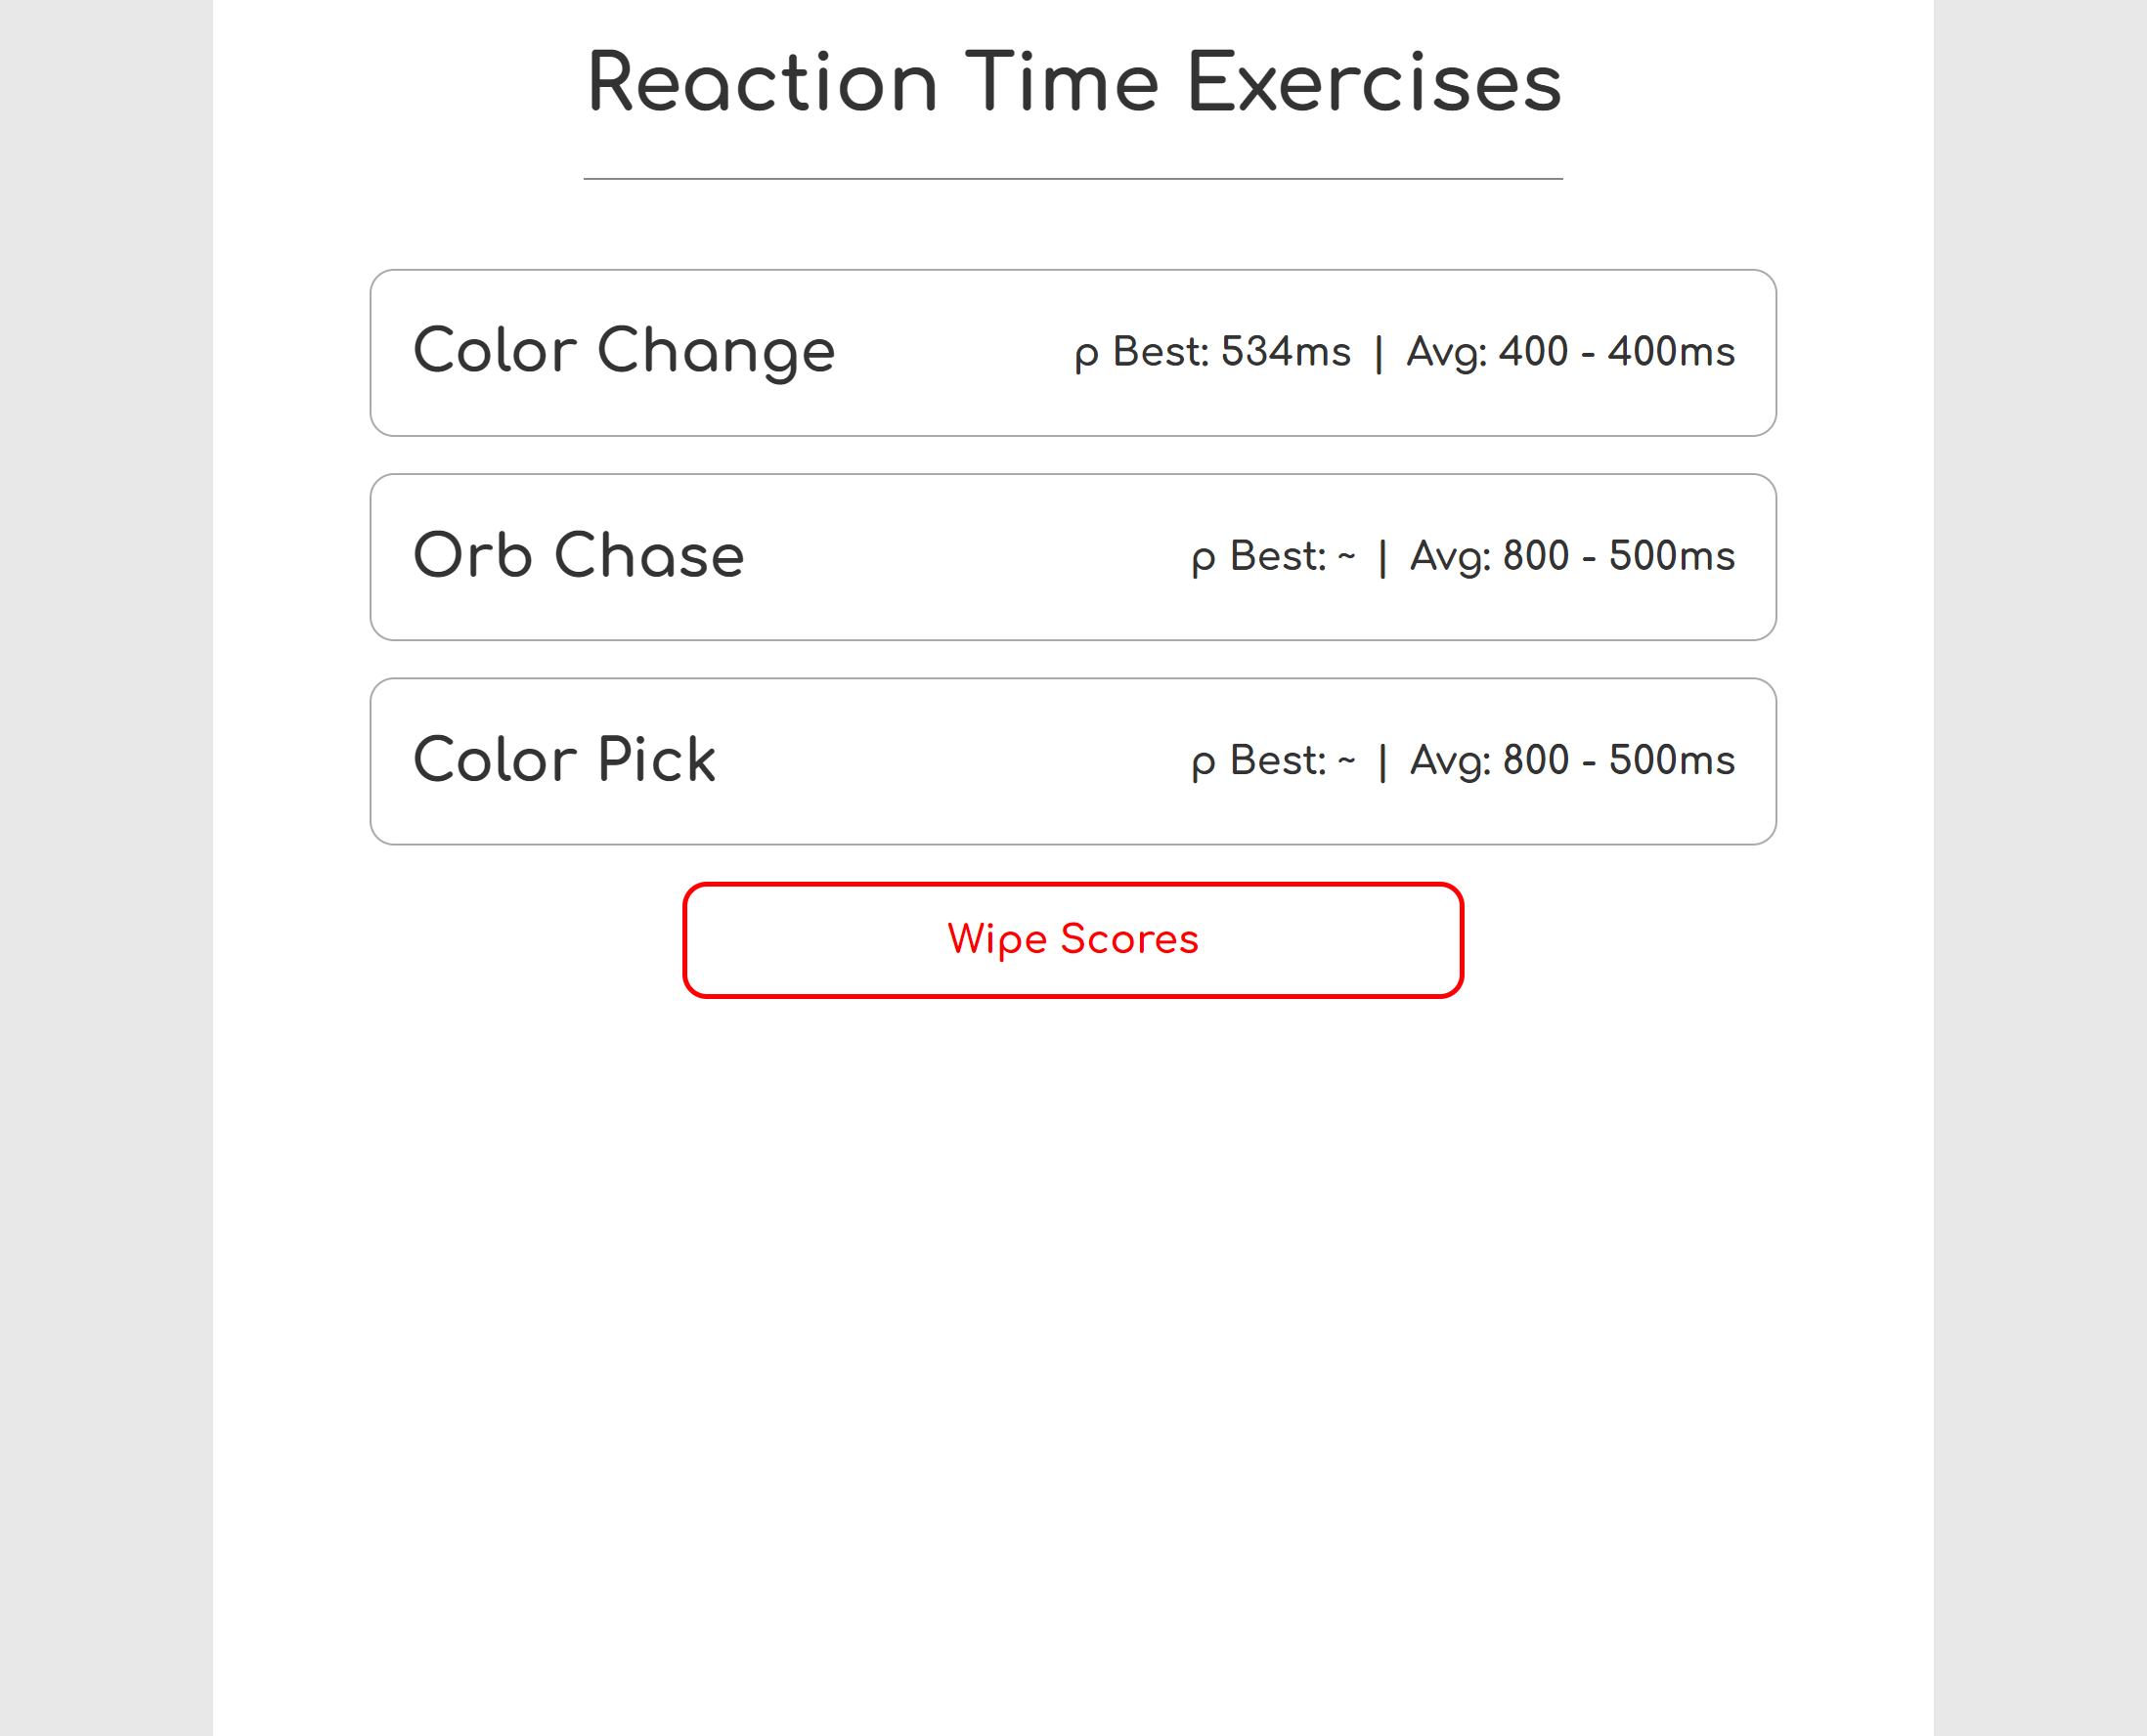 Reaction Time Exercises
Color Change
ρ Best: 534ms | Avg: 400 - 400ms
Orb Chase
ρ Best: ~ | Avg: 800 - 500ms
Color Pick
ρ Best: ~ | Avg: 800 - 500ms
Wipe Scores